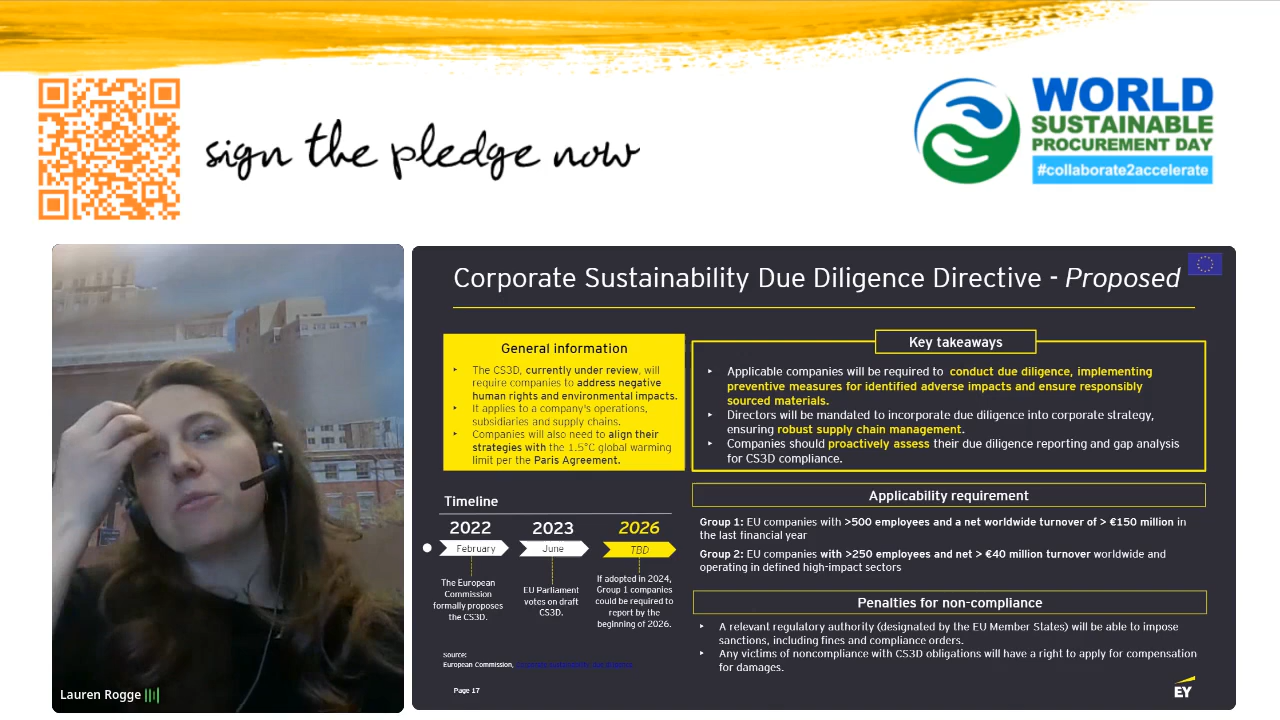 sign the pledge now
WORLD
SUSTAINABLE
PROCUREMENT DAY
#collaborate2accelerate
Lauren Rogge
Corporate Sustainability Due Diligence Directive - Proposed
General information
‣ The CS3D, currently under review, will
require companies to address negative
human rights and environmental impacts.
‣ It applies to a company's operations,
subsidiaries and supply chains.
‣ Companies will also need to align their
strategies with the 1.5°C global warming
limit per the Paris Agreement.
Key takeaways
‣ Applicable companies will be required to conduct due diligence, implementing
preventive measures for identified adverse impacts and ensure responsibly
sourced materials.
‣ Directors will be mandated to incorporate due diligence into corporate strategy,
ensuring robust supply chain management.
‣ Companies should proactively assess their due diligence reporting and gap analysis
for CS3D compliance.
Timeline
2022
February
The European
Commission
formally proposes
the CS3D.
2023
June
EU Parliament
votes on draft
CS3D.
2026
TBD
If adopted in 2024,
Group 1 companies
could be required to
report by the
beginning of 2026.
Applicability requirement
Group 1: EU companies with >500 employees and a net worldwide turnover of > €150 million in
the last financial year
Group 2: EU companies with >250 employees and net > €40 million turnover worldwide and
operating in defined high-impact sectors
Penalties for non-compliance
‣ A relevant regulatory authority (designated by the EU Member States) will be able to impose
sanctions, including fines and compliance orders.
‣ Any victims of noncompliance with CS3D obligations will have a right to apply for compensation
for damages.
Source:
European Commission,
Page 17
EY